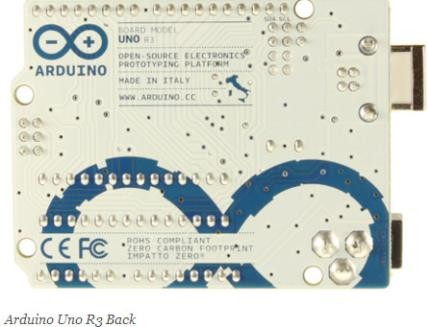 SDA SCL
BOARD MODEL
UNO R3
ARDUINO
OPEN-SOURCE ELECTRONICS
PROTOTYPING PLATFORM
MADE IN ITALY
WWW.ARDUINO.CC
CE FC
ROHS COMPLIANT
ZERO CARBON FOOTPRINT
IMPATTO ZERO®
Arduino Uno R3 Back